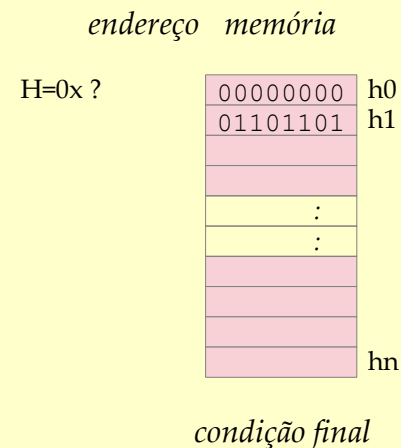 endereço memória
H=0x ? 00000000 h0
01101101 h1
:
:
hn
condição final